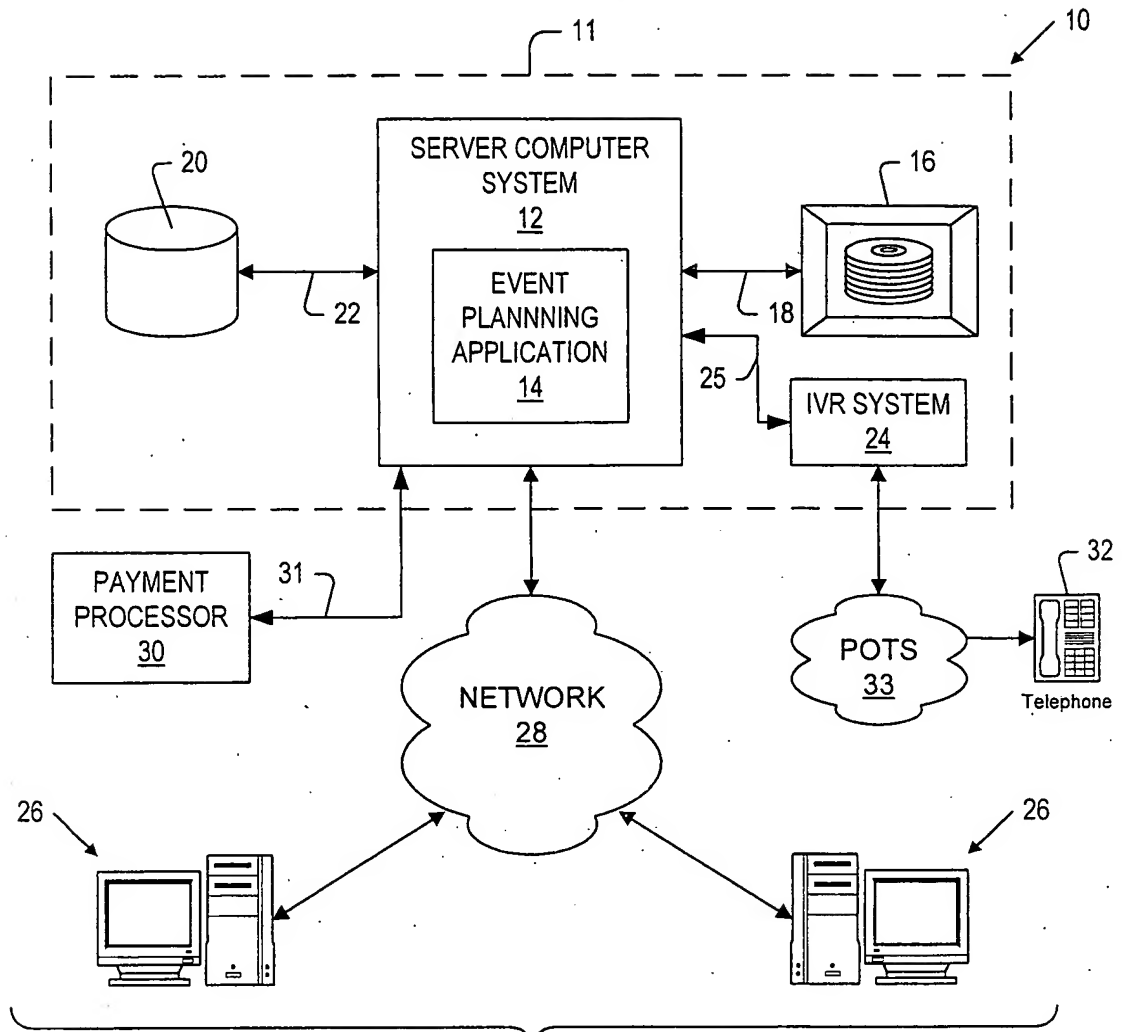 10
11
20
SERVER COMPUTER
SYSTEM
12
16
EVENT
PLANNNING
APPLICATION
14
22
18
25
IVR SYSTEM
24
PAYMENT
PROCESSOR
30
31
32
NETWORK
28
POTS
33
Telephone
26
26